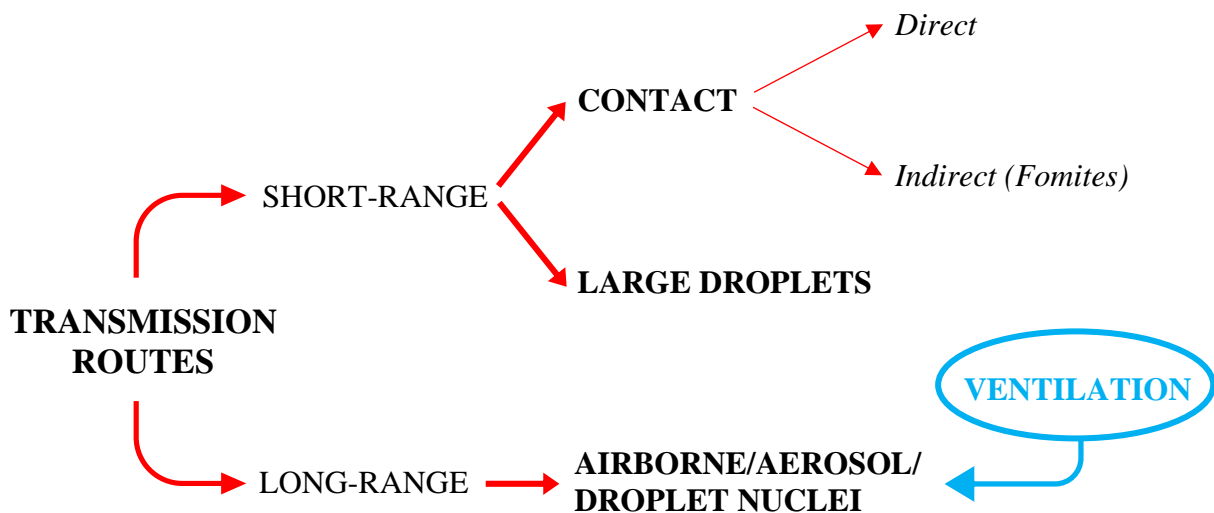 Direct
CONTACT
Indirect (Fomites)
SHORT-RANGE
LARGE DROPLETS
TRANSMISSION
ROUTES
VENTILATION
LONG-RANGE
AIRBORNE/AEROSOL/
DROPLET NUCLEI